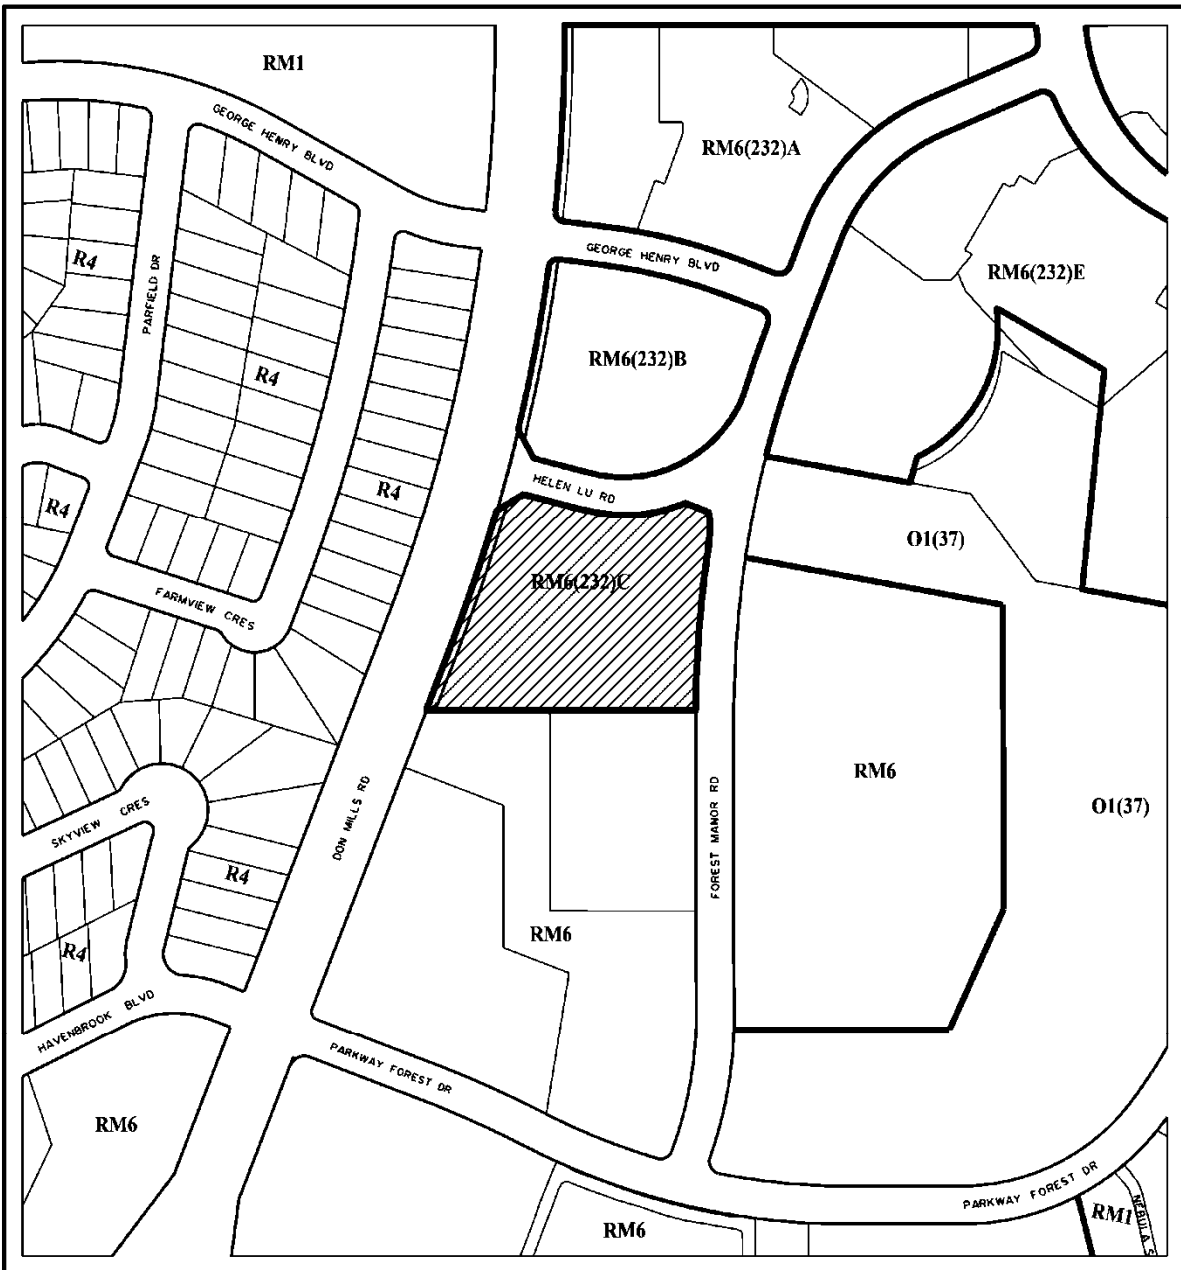 RM1
GEORGE HENRY BLVD
RM6(232)A
R4
PARFIELD DR
GEORGE HENRY BLVD
RM6(232)E
RM6(232)B
R4
R4
R4
HELEN LU RD
O1(37)
RM6(232)C
FARMVIEW CRES
RM6
O1(37)
SKYVIEW CRES
DON MILLS RD
FOREST MANOR RD
R4
RM6
R4
HAVENBROOK BLVD
PARKWAY FOREST DR
RM6
PARKWAY FOREST DR
RM6
RM1
NEBULA S